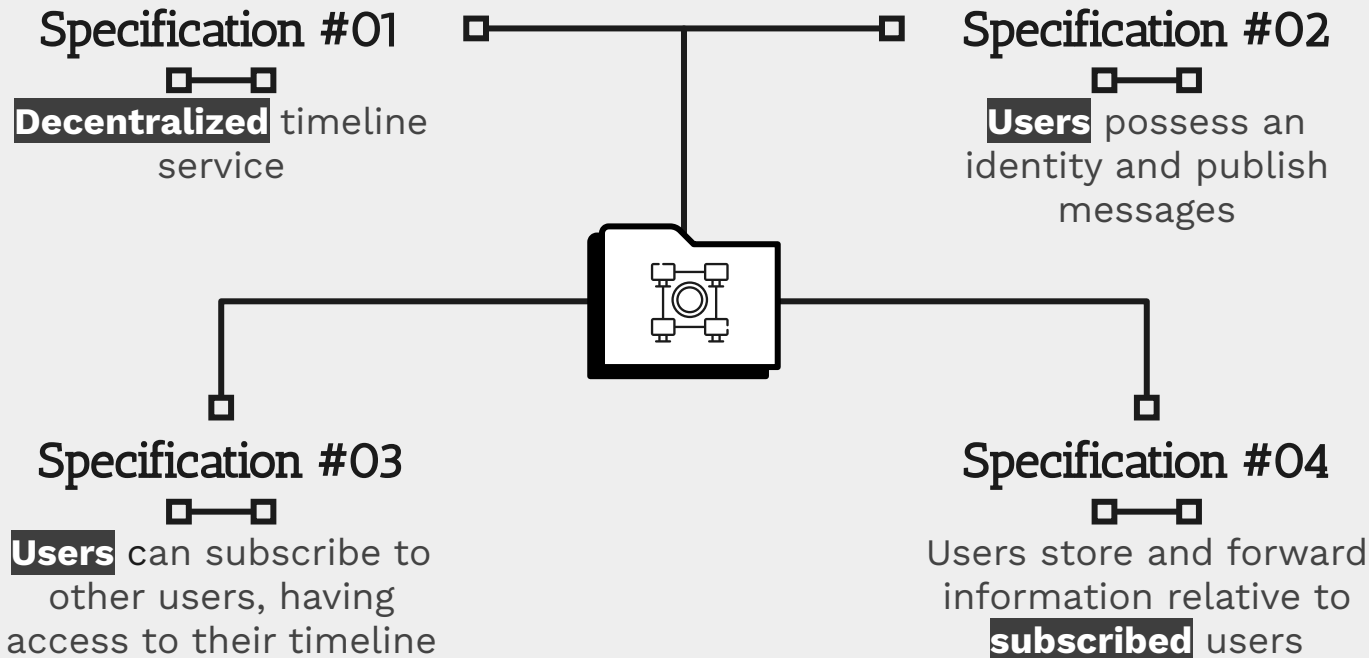 Specification #01
Decentralized timeline
service
Specification #02
Users possess an
identity and publish
messages
Specification #03
Users can subscribe to
other users, having
access to their timeline
Specification #04
Users store and forward
information relative to
subscribed users